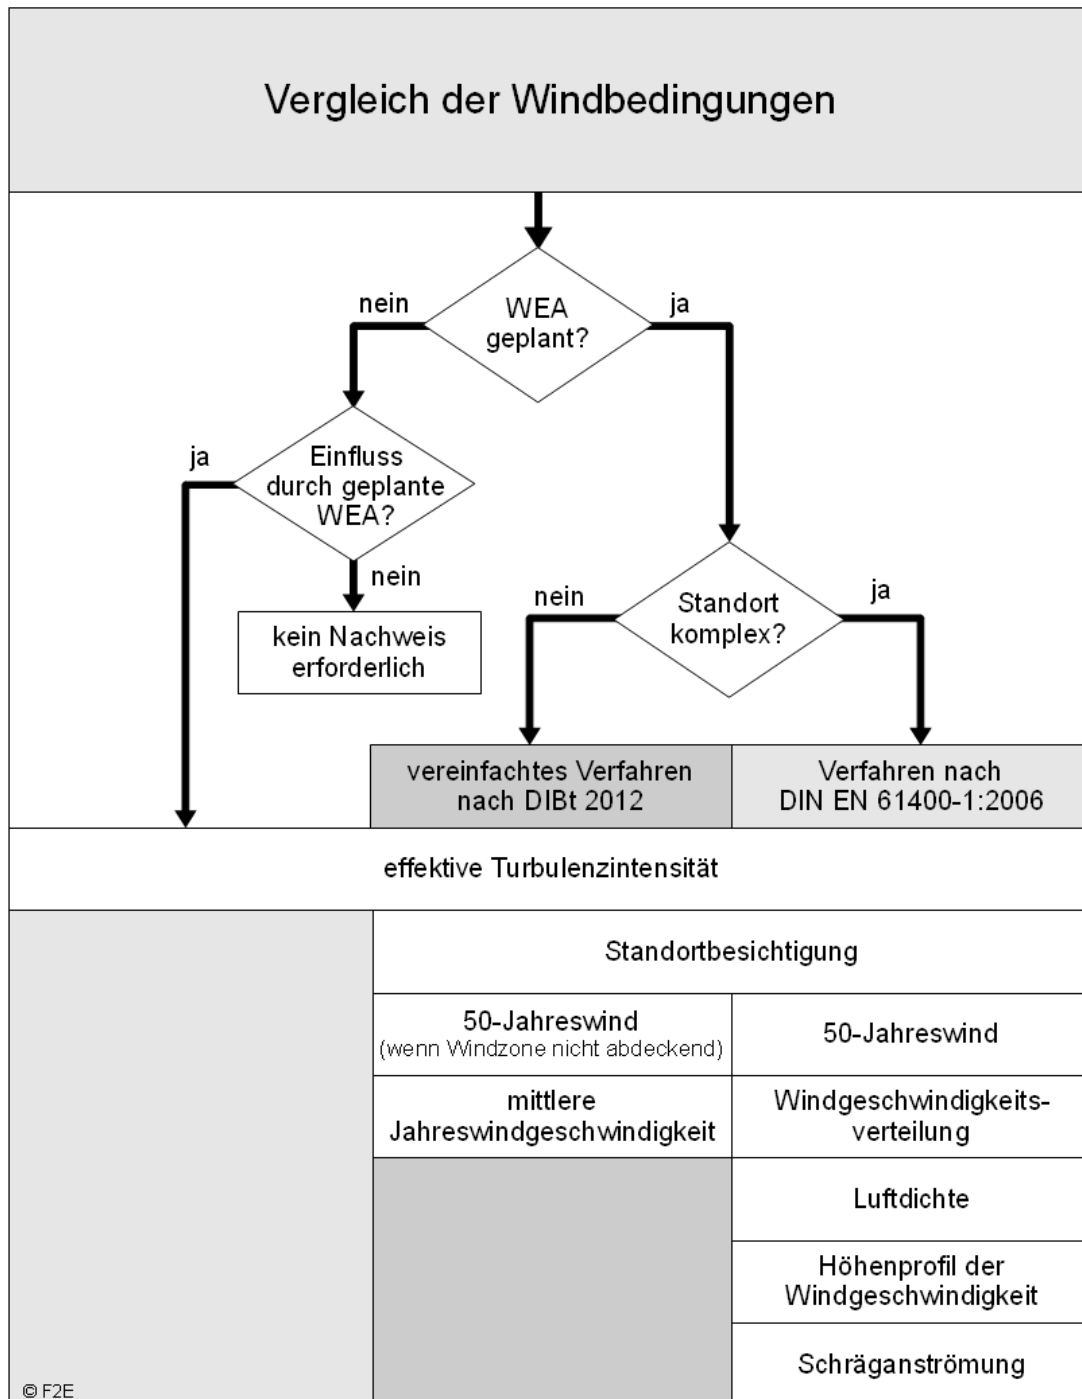 Vergleich der Windbedingungen
nein
WEA
geplant?
ja
ja
Einfluss
durch geplante
WEA?
nein
kein Nachweis
erforderlich
nein
Standort
komplex?
ja
vereinfachtes Verfahren
nach DIBt 2012
Verfahren nach
DIN EN 61400-1:2006
effektive Turbulenzintensität
Standortbesichtigung
50-Jahreswind
(wenn Windzone nicht abdeckend)
50-Jahreswind
mittlere
Jahreswindgeschwindigkeit
Windgeschwindigkeits-
verteilung
Luftdichte
Höhenprofil der
Windgeschwindigkeit
Schräganströmung
© F2E